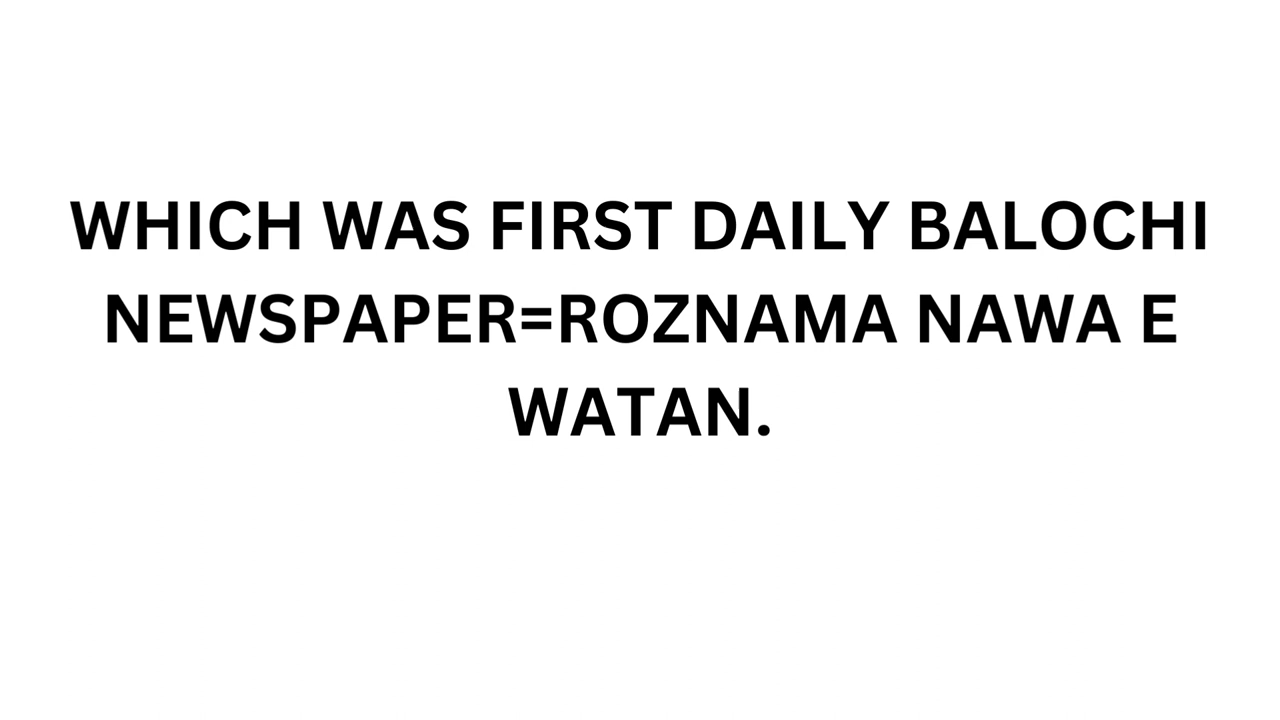 WHICH WAS FIRST DAILY BALOCHI
NEWSPAPER=ROZNAMA NAWA E
WATAN.